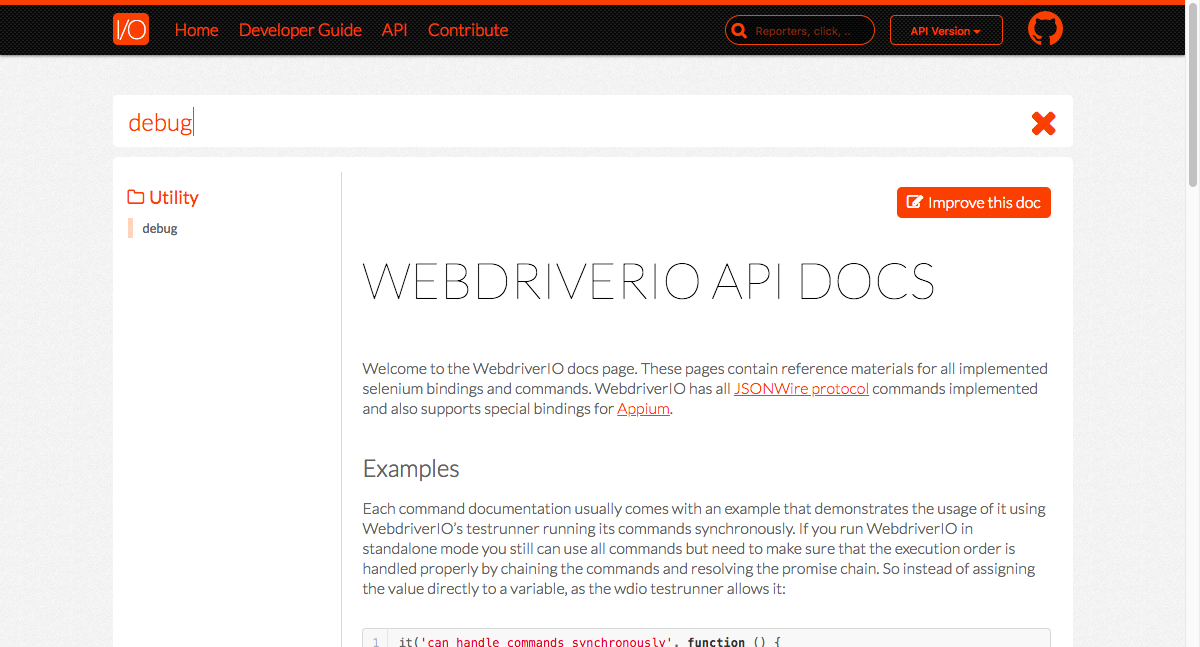 I/O Home Developer Guide API Contribute Reporters, click, .. API Version
debug
Utility
debug
Improve this doc
WEBDRIVERIO API DOCS
Welcome to the WebdriverIO docs page. These pages contain reference materials for all implemented
selenium bindings and commands. WebdriverIO has all JSONWire protocol commands implemented
and also supports special bindings for Appium.
Examples
Each command documentation usually comes with an example that demonstrates the usage of it using
WebdriverIO’s testrunner running its commands synchronously. If you run WebdriverIO in
standalone mode you still can use all commands but need to make sure that the execution order is
handled properly by chaining the commands and resolving the promise chain. So instead of assigning
the value directly to a variable, as the wdio testrunner allows it:
1 it('can handle commands synchronously', function () {